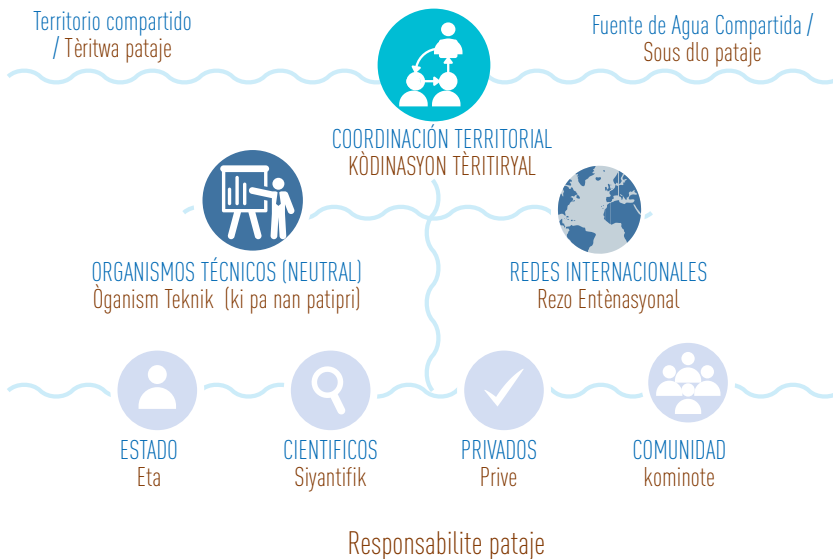 Territorio compartido
/ Tèritwa pataje
Fuente de Agua Compartida /
Sous dlo pataje
COORDINACIÓN TERRITORIAL
KÒDINASYON TÈRITIRYAL
ORGANISMOS TÉCNICOS (NEUTRAL)
Òganism Teknik (ki pa nan patipri)
REDES INTERNACIONALES
Rezo Entènasyonal
ESTADO
Eta
CIENTIFICOS
Siyantifik
PRIVADOS
Prive
COMUNIDAD
kominote
Responsabilite pataje